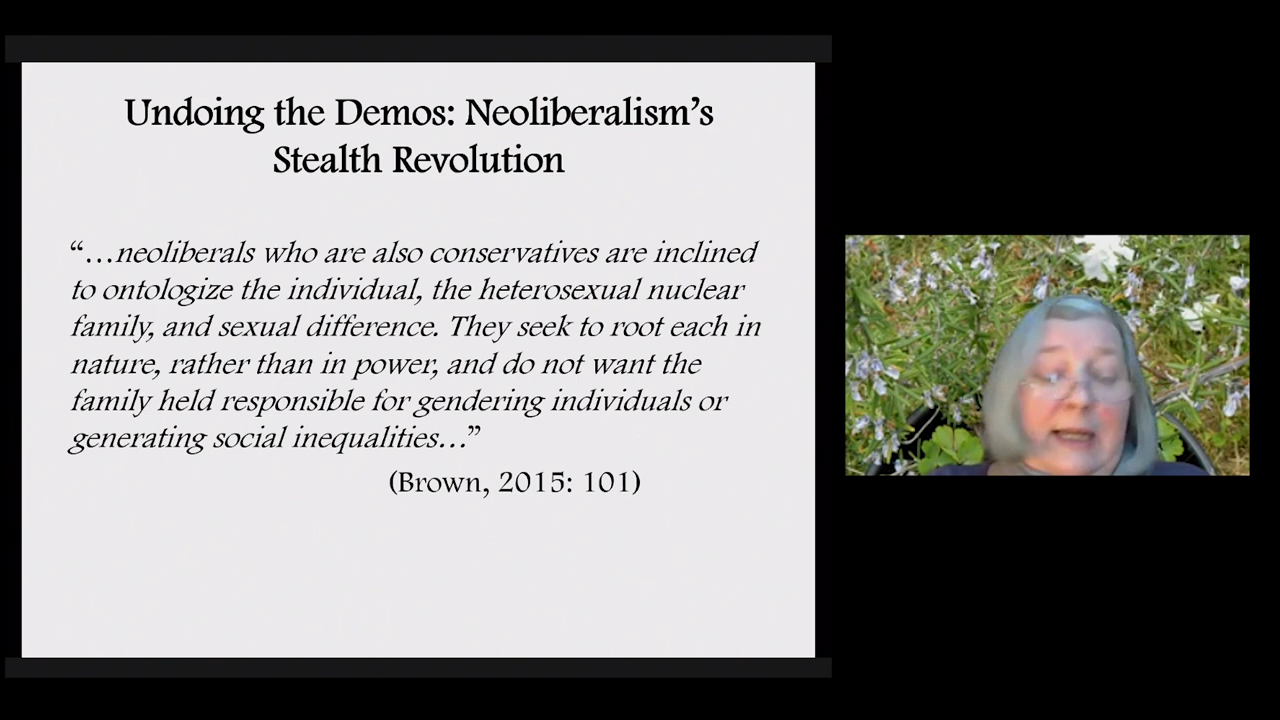 Undoing the Demos: Neoliberalism’s
Stealth Revolution
“…neoliberals who are also conservatives are inclined
to ontologize the individual, the heterosexual nuclear
family, and sexual difference. They seek to root each in
nature, rather than in power, and do not want the
family held responsible for gendering individuals or
generating social inequalities…”
(Brown, 2015: 101)